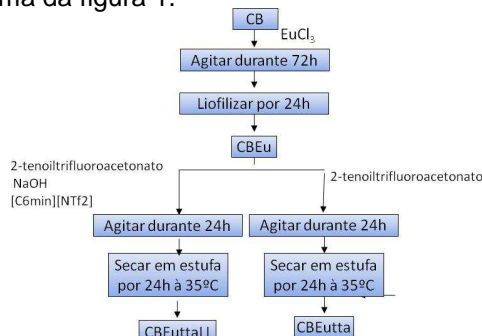 ma da figura 1.
CB
EuCl3
Agitar durante 72h
Liofilizar por 24h
CBEu
2-tenoiltrifluoroacetonato
NaOH
[C6min][NTf2]
2-tenoiltrifluoroacetonato
Agitar durante 24h
Agitar durante 24h
Secar em estufa
por 24h à 35ºC
Secar em estufa
por 24h à 35ºC
CBEutta